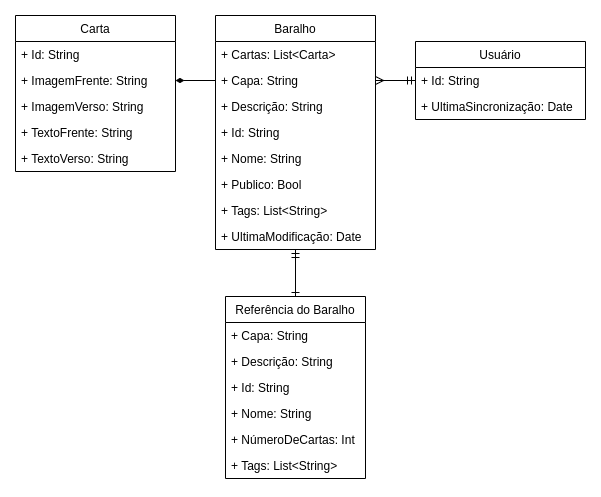 Carta
+ Id: String
+ ImagemFrente: String
+ ImagemVerso: String
+ TextoFrente: String
+ TextoVerso: String
Baralho
+ Cartas: List<Carta>
+ Capa: String
+ Descrição: String
+ Id: String
+ Nome: String
+ Publico: Bool
+ Tags: List<String>
+ UltimaModificação: Date
Usuário
+ Id: String
+ UltimaSincronização: Date
Referência do Baralho
+ Capa: String
+ Descrição: String
+ Id: String
+ Nome: String
+ NúmeroDeCartas: Int
+ Tags: List<String>